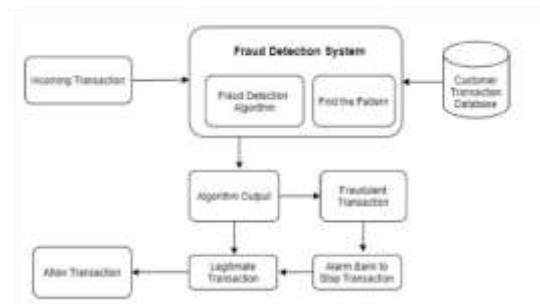 Fraud Detection System
Incoming Transaction
Fraud Detection
Algorithm
Find the Pattern
Customer
Transaction
Database
Algorithm Output
Fraudulent
Transaction
Allow Transaction
Legitimate
Transaction
Alarm Bank to
Stop Transaction